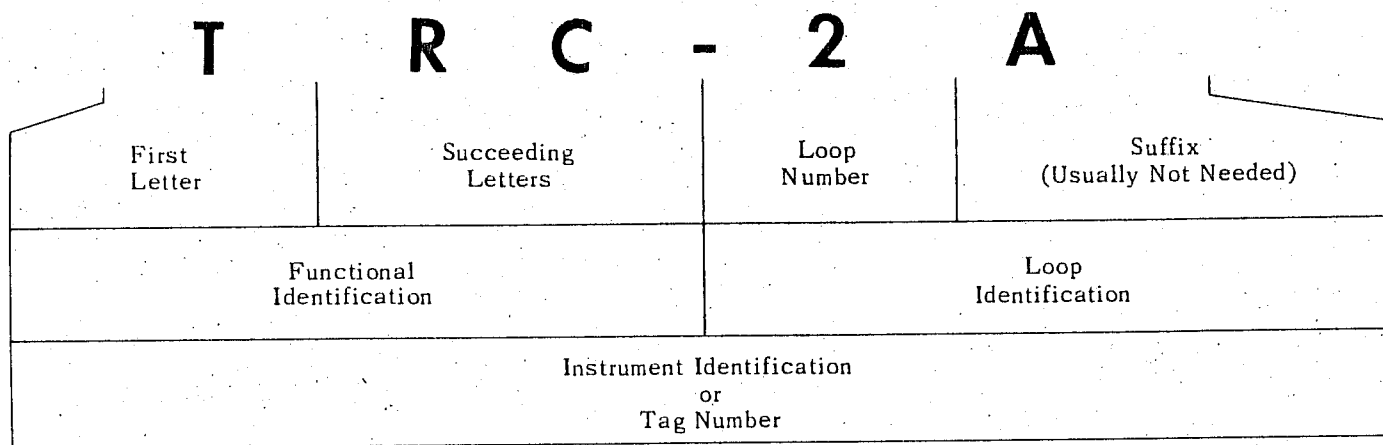 T R C - 2 A
First
Letter
Succeeding
Letters
Loop
Number
Suffix
(Usually Not Needed)
Functional
Identification
Loop
Identification
Instrument Identification
or
Tag Number